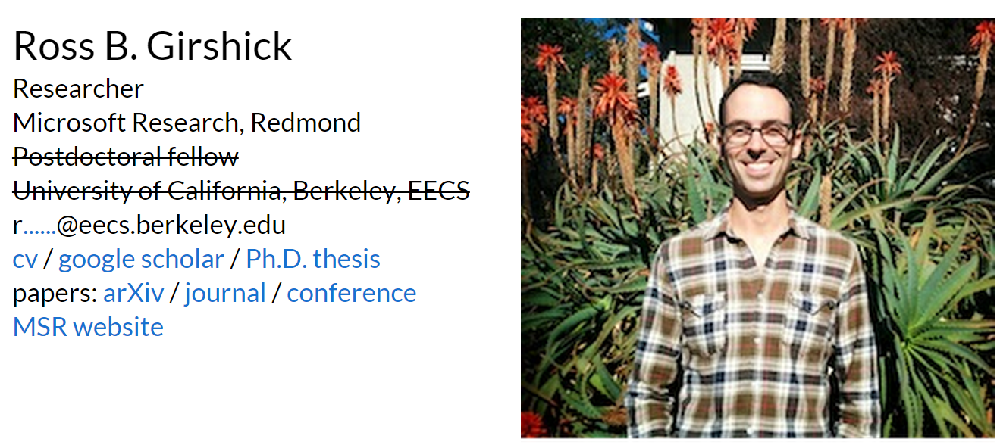 Ross B. Girshick
Researcher
Microsoft Research, Redmond
Postdoctoral fellow
University of California, Berkeley, EECS
r......@eecs.berkeley.edu
cv / google scholar / Ph.D. thesis
papers: arXiv / journal / conference
MSR website